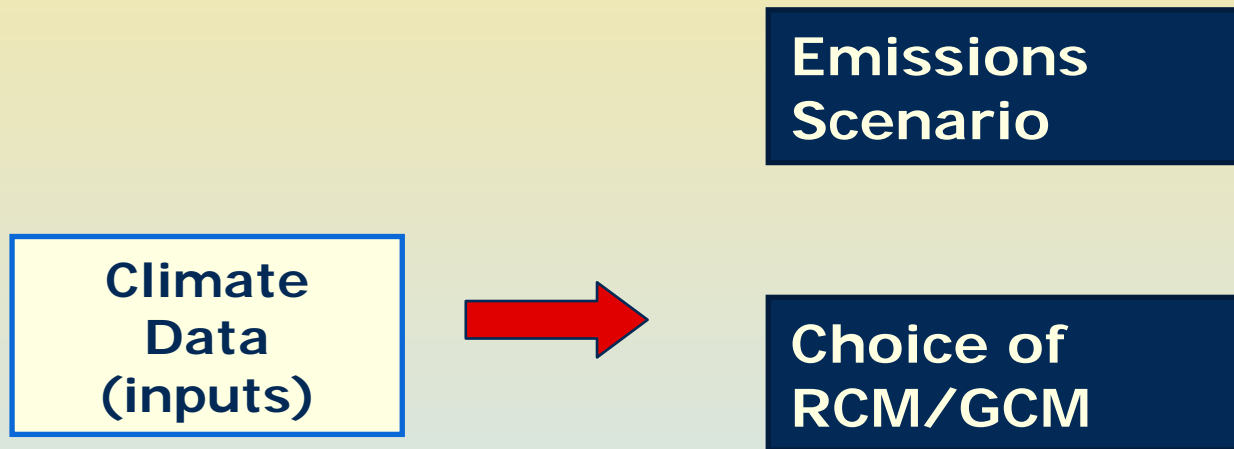 Emissions
Scenario
Climate
Data
(inputs)
Choice of
RCM/GCM